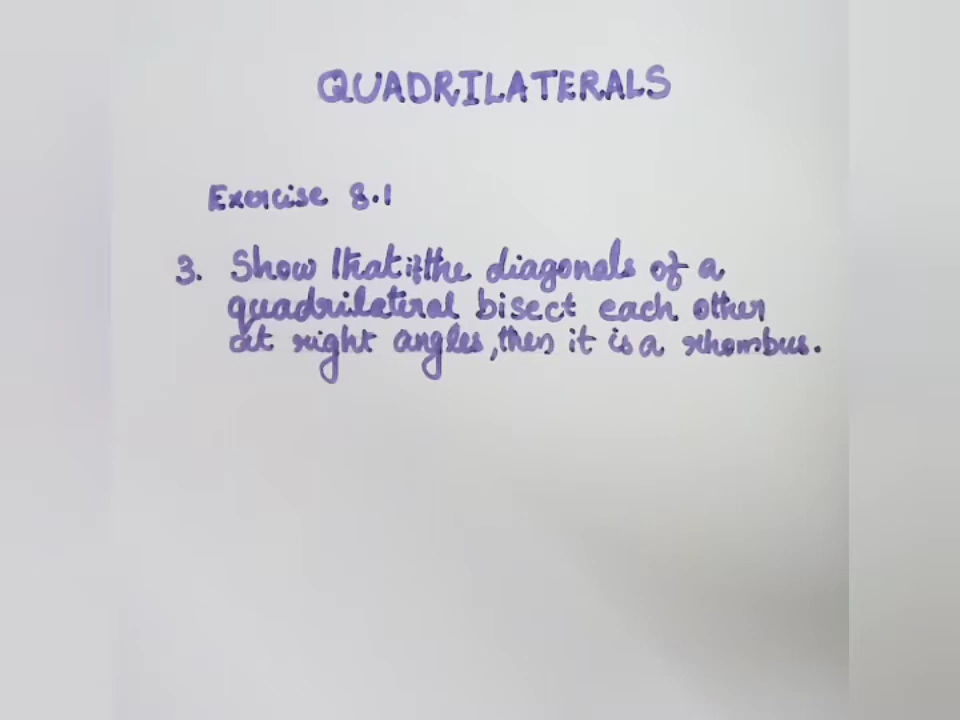 QUADRILATERALS
Exercise 8.1
3. Show that if the diagonals of a
quadrilateral bisect each other
at right angles, then it is a rhombus.